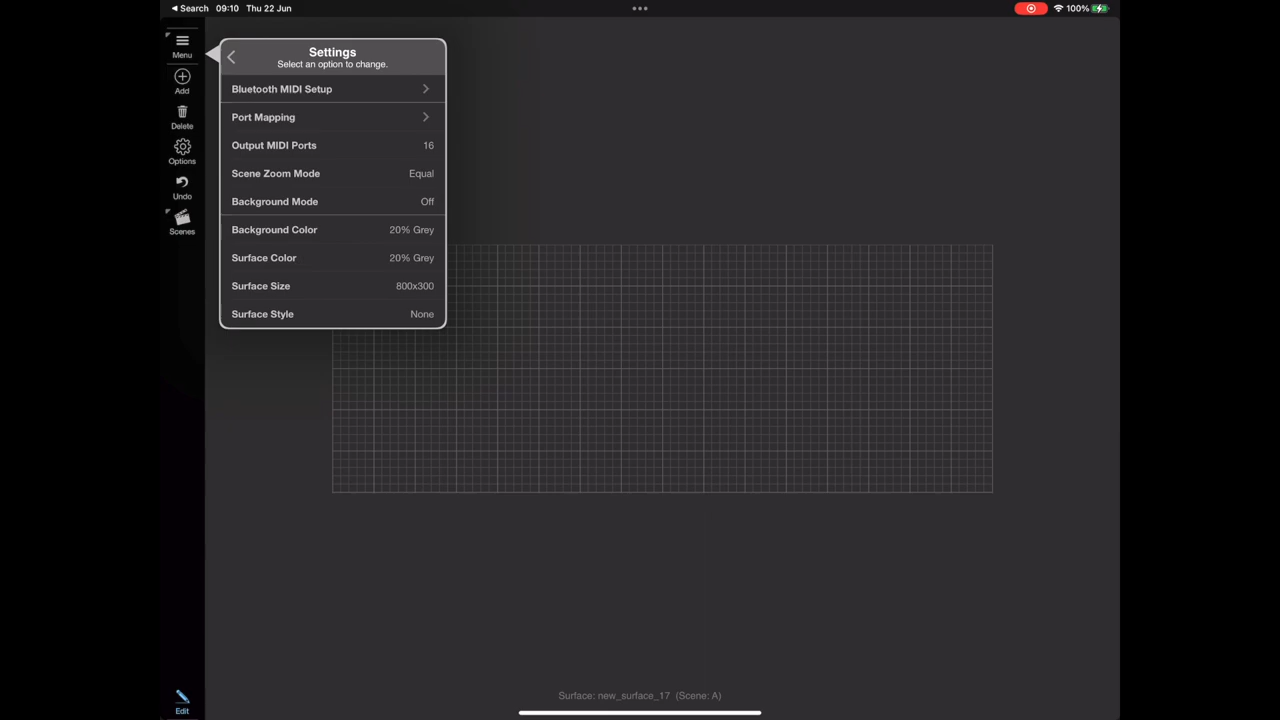 Search 09:10 Thu 22 Jun
100%
Menu
Add
Delete
Options
Undo
Scenes
Settings
Select an option to change.
Bluetooth MIDI Setup
Port Mapping
Output MIDI Ports 16
Scene Zoom Mode Equal
Background Mode Off
Background Color 20% Grey
Surface Color 20% Grey
Surface Size 800x300
Surface Style None
Surface: new_surface_17 (Scene: A)
Edit